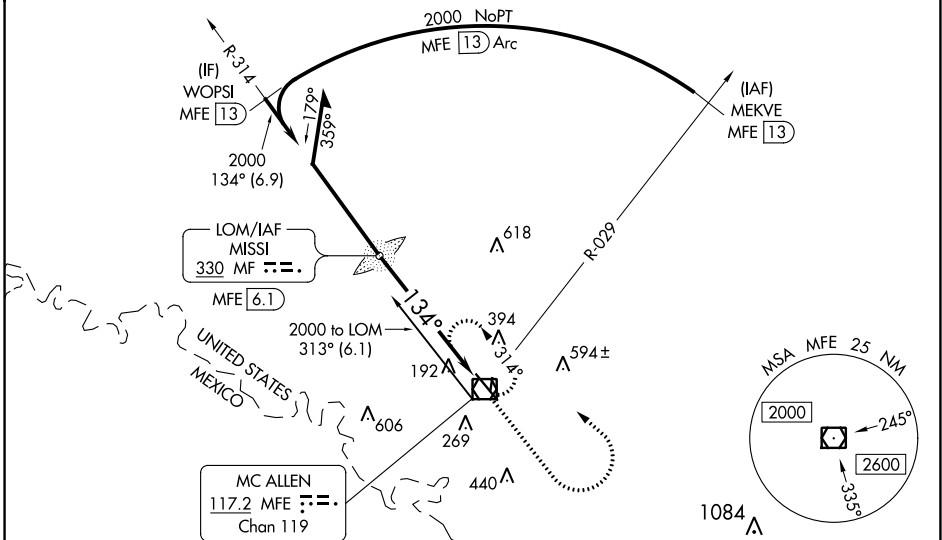 2000 NoPT
MFE 13 Arc
R-314
(IF)
WOPSI
MFE 13
179°
359°
2000
134° (6.9)
(IAF)
MEKVE
MFE 13
R-029
LOM/IAF
MISSI
330 MF
MFE 6.1
618
134°
2000 to LOM
313° (6.1)
394
314°
594±
192
UNITED STATES
MEXICO
606
269
440
MC ALLEN
117.2 MFE
Chan 119
MSA MFE 25 NM
2000
245°
2600
335°
1084